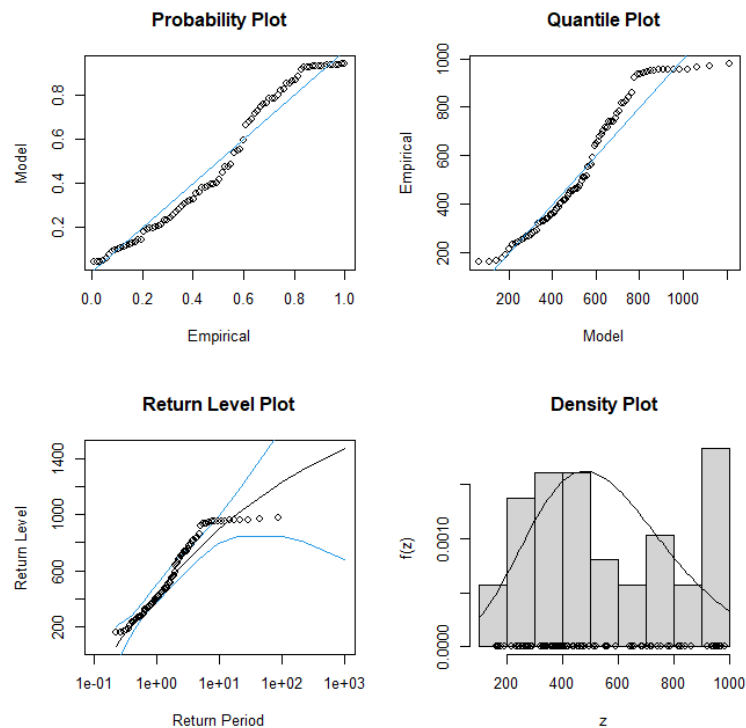 Probability Plot
Model
0.2 0.4 0.6 0.8
0.0 0.2 0.4 0.6 0.8 1.0
Empirical
Quantile Plot
Empirical
200 400 600 800 1000
200 400 600 800 1000
Model
Return Level Plot
Return Level
200 600 1000 1400
1e-01 1e+00 1e+01 1e+02 1e+03
Return Period
Density Plot
f(z)
0.0000 0.0010
200 400 600 800 1000
z